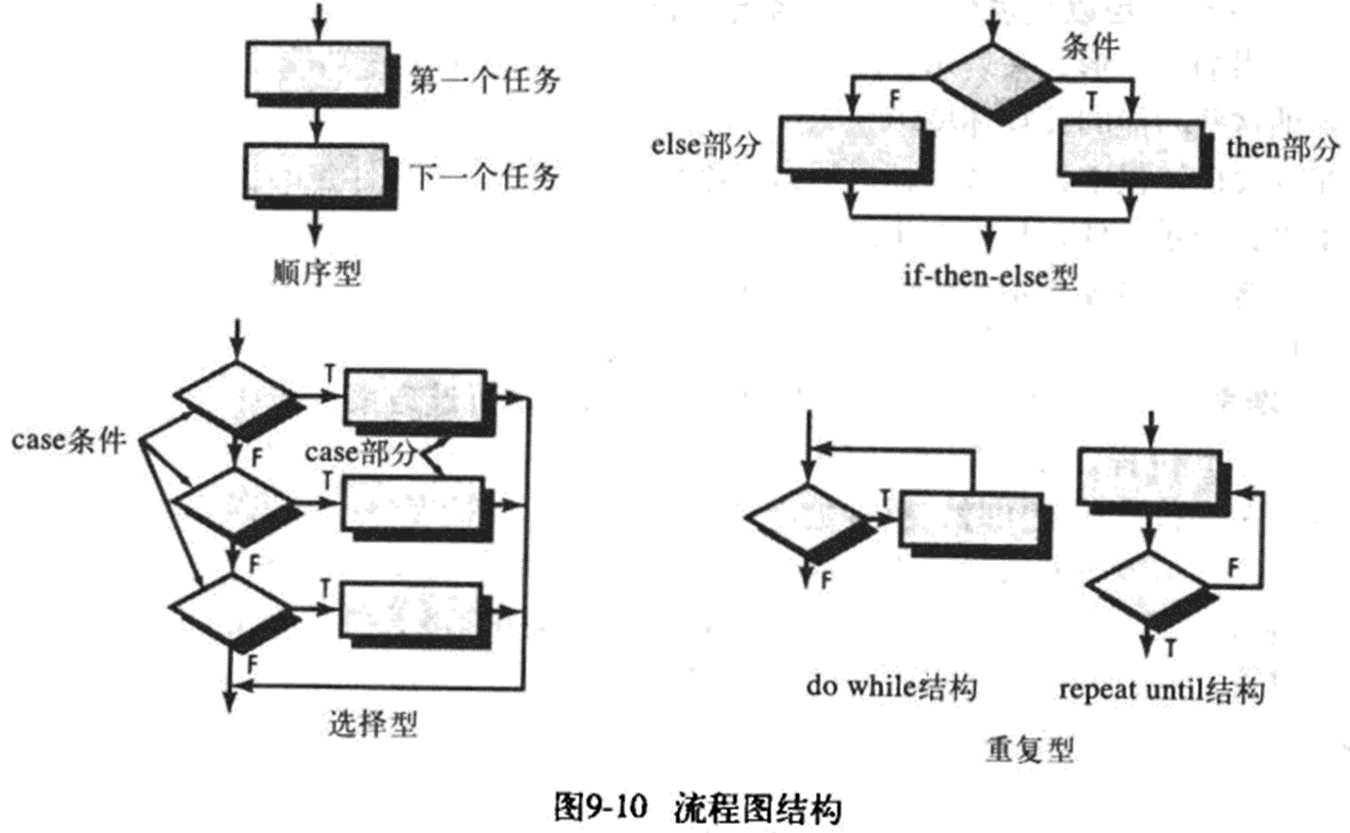 第一个任务
下一个任务
顺序型
条件
F
T
else部分
then部分
if-then-else型
case条件
T
F
case部分
T
F
T
F
选择型
T
F
do while结构
F
T
repeat until结构
重复型
图9-10 流程图结构